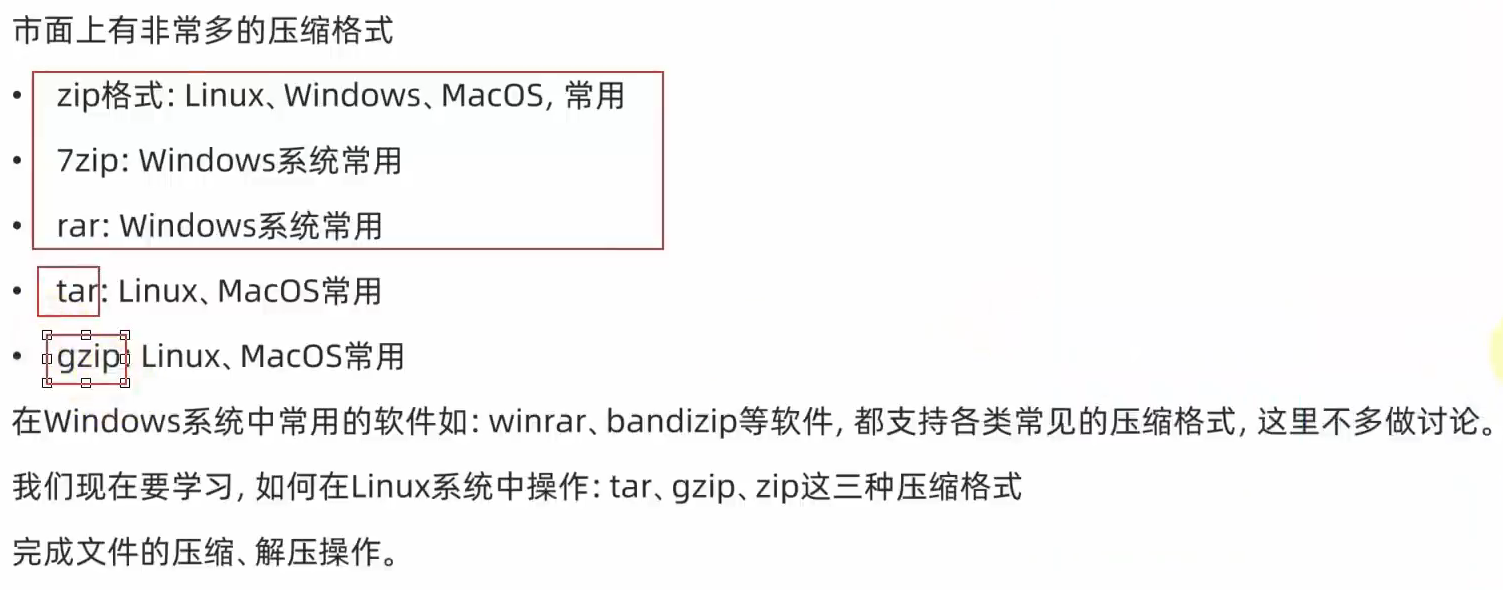 市面上有非常多的压缩格式
• zip格式: Linux、Windows、MacOS, 常用
• 7zip: Windows系统常用
• rar: Windows系统常用
• tar: Linux、MacOS常用
• gzip: Linux、MacOS常用
在Windows系统中常用的软件如: winrar、bandizip等软件, 都支持各类常见的压缩格式, 这里不多做讨论。
我们现在要学习, 如何在Linux系统中操作: tar、gzip、zip这三种压缩格式
完成文件的压缩、解压操作。